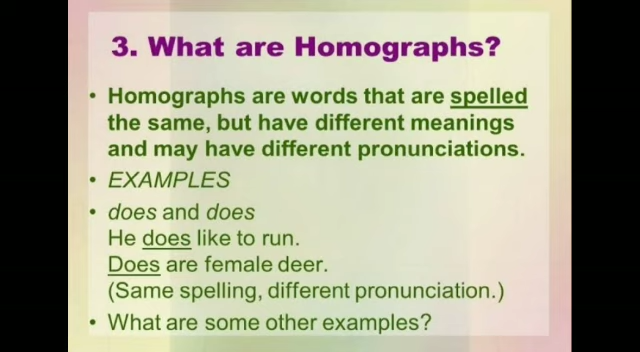 3. What are Homographs?
• Homographs are words that are spelled
the same, but have different meanings
and may have different pronunciations.
• EXAMPLES
• does and does
He does like to run.
Does are female deer.
(Same spelling, different pronunciation.)
• What are some other examples?